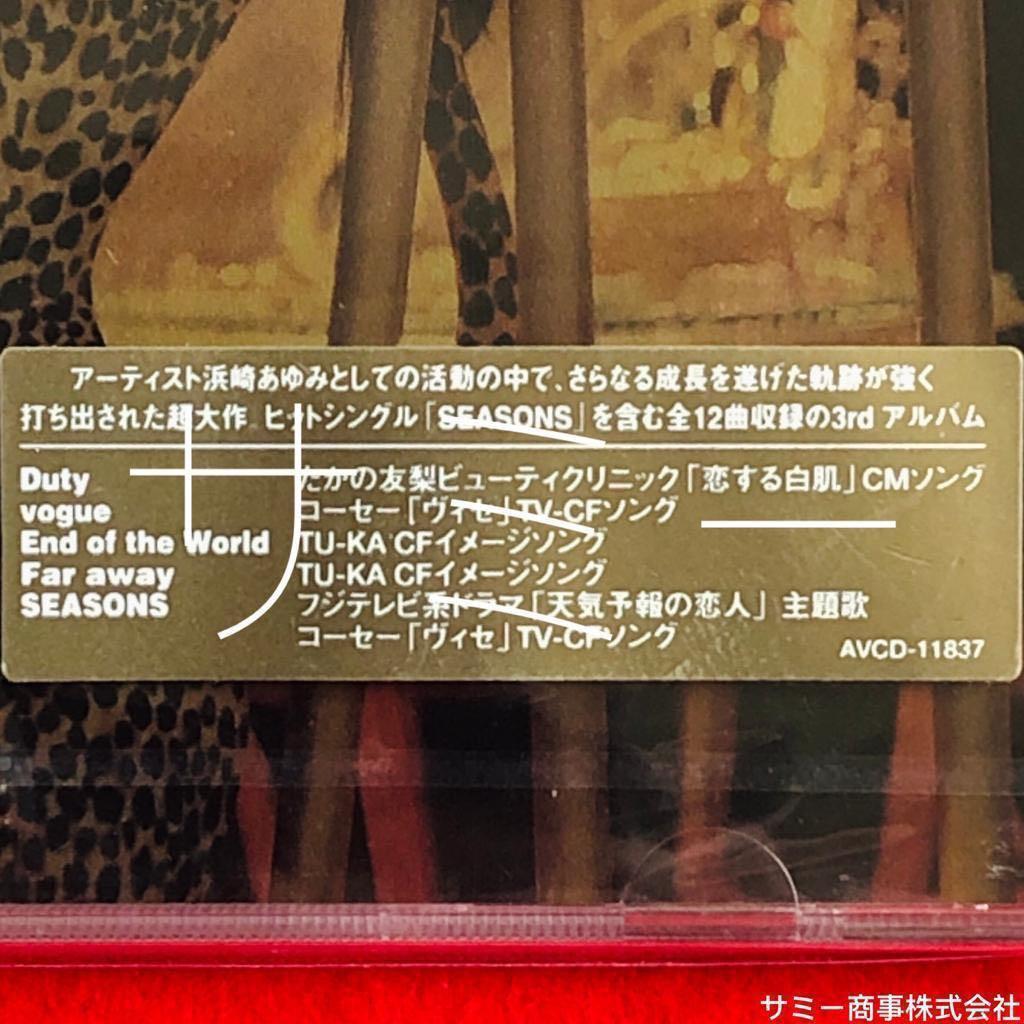 アーティスト浜崎あゆみとしての活動の中で、さらなる成長を遂げた軌跡が強く
打ち出された超大作 ヒットシングル「SEASONS」を含む全12曲収録の3rd アルバム
Duty たかの友梨ビューティクリニック「恋する白肌」CMソング
vogue コーセー「ヴィセ」TV-CFソング
End of the World TU-KA CFイメージソング
Far away TU-KA CFイメージソング
SEASONS フジテレビ系ドラマ「天気予報の恋人」主題歌
コーセー「ヴィセ」TV-CFソング
AVCD-11837
サミー
サミー商事株式会社